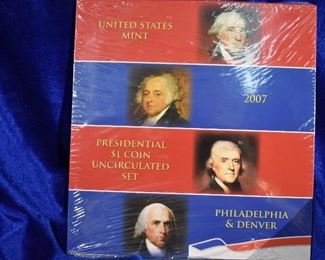 UNITED STATES
MINT
2007
PRESIDENTIAL
$1 COIN
UNCIRCULATED
SET
PHILADELPHIA
& DENVER